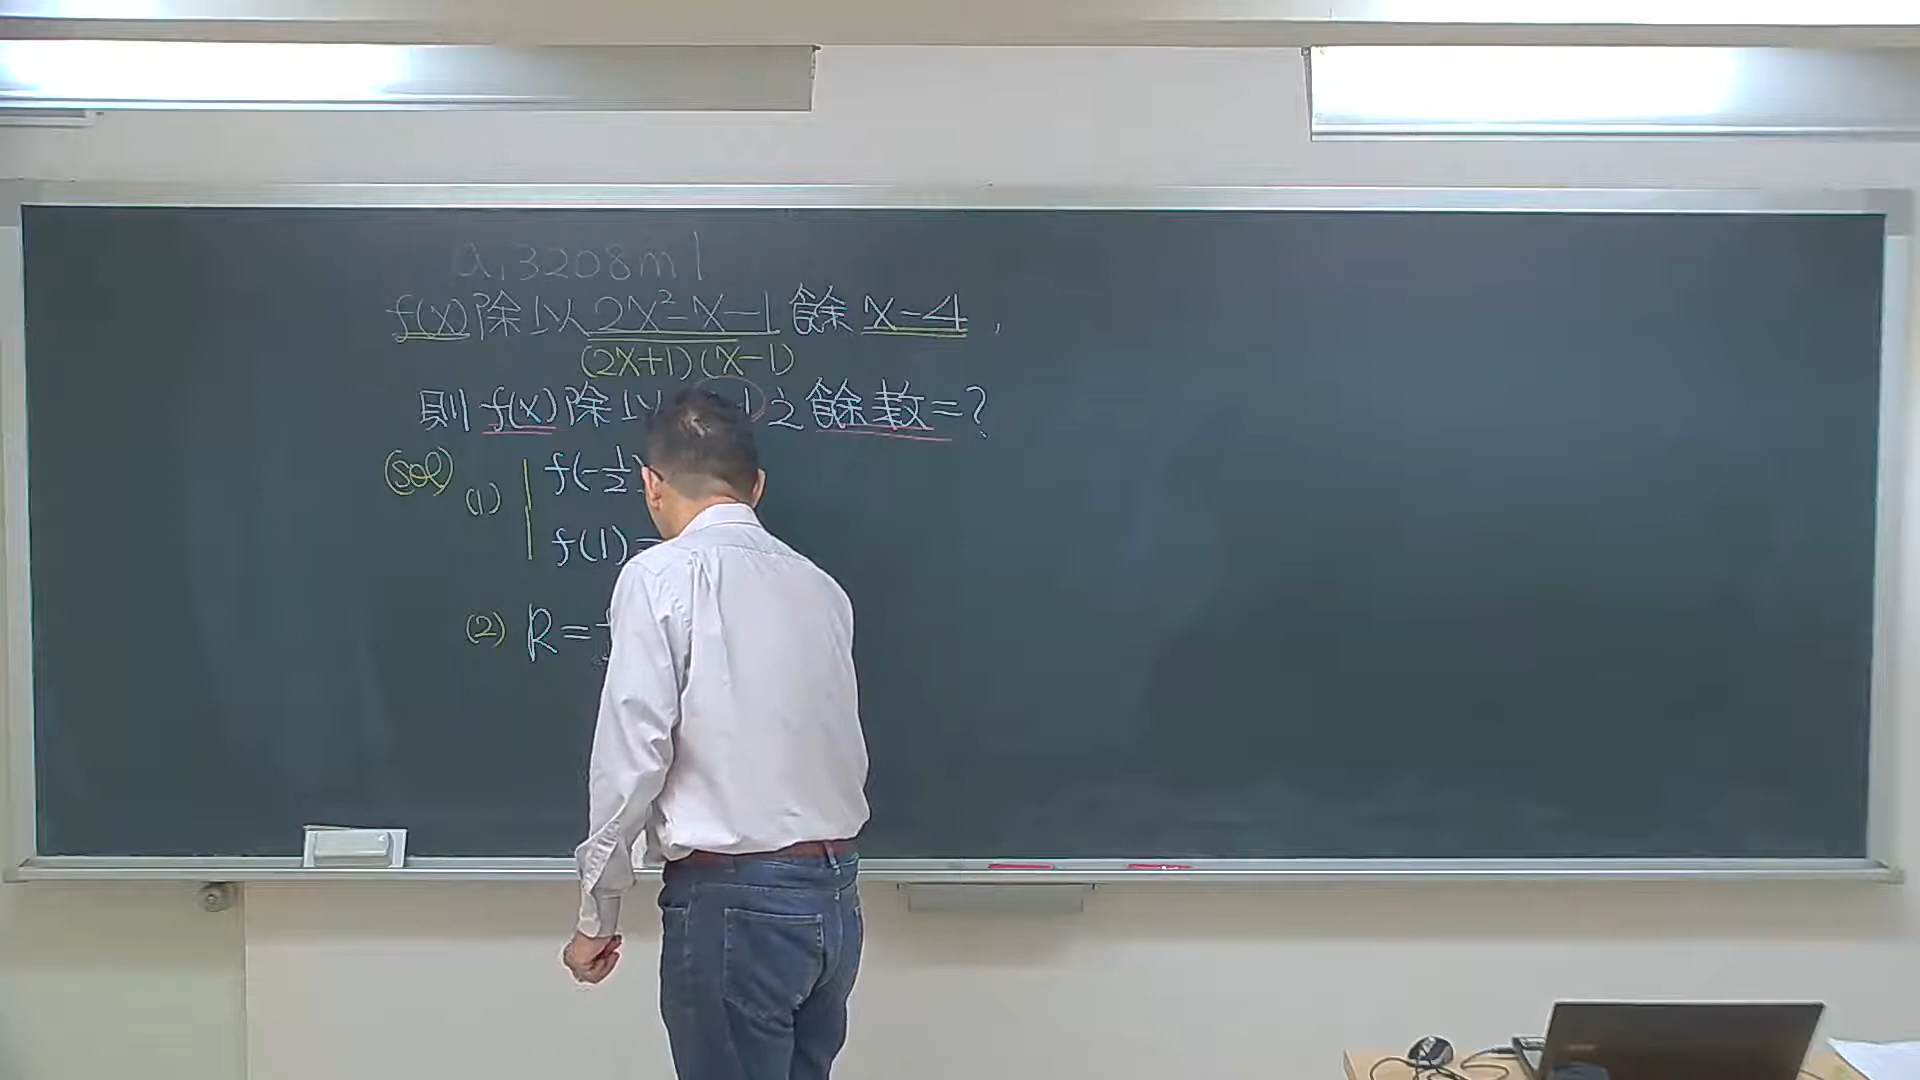 a13208m1
f(x)除以2x²-x-1餘x-4,
(2x+1)(x-1)
則f(x)除以 1之餘數=?
(sol) (1) f(-1/2)
f(1)=
(2) R=